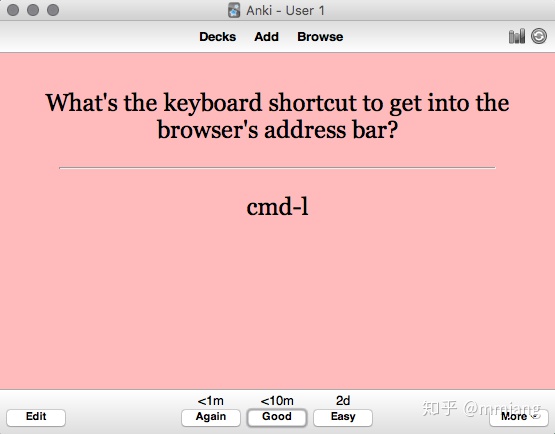 Anki - User 1
Decks Add Browse
What's the keyboard shortcut to get into the
browser's address bar?
cmd-l
<1m <10m 2d
Edit Again Good Easy More
知乎 @mmjang